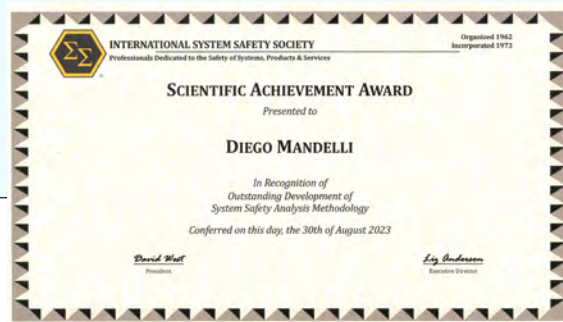 ΣΣ
INTERNATIONAL SYSTEM SAFETY SOCIETY
Professionals Dedicated to the Safety of Systems, Products & Services
Organized 1962
Incorporated 1973
SCIENTIFIC ACHIEVEMENT AWARD
Presented to
DIEGO MANDELLI
In Recognition of
Outstanding Development of
System Safety Analysis Methodology
Conferred on this day, the 30th of August 2023
David West
President
Liz Anderson
Executive Director